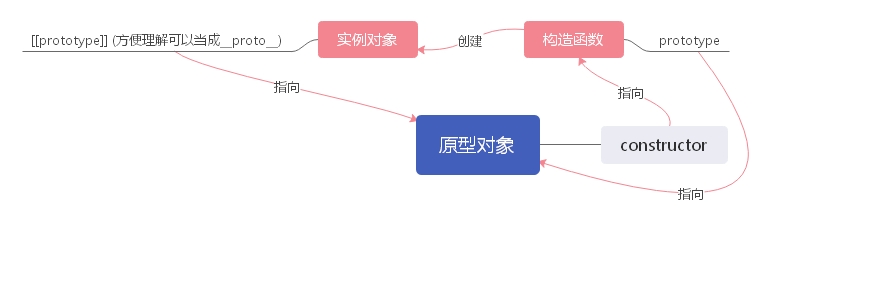 [[prototype]] (方便理解可以当成__proto__)
实例对象
创建
构造函数
prototype
指向
指向
原型对象
constructor
指向